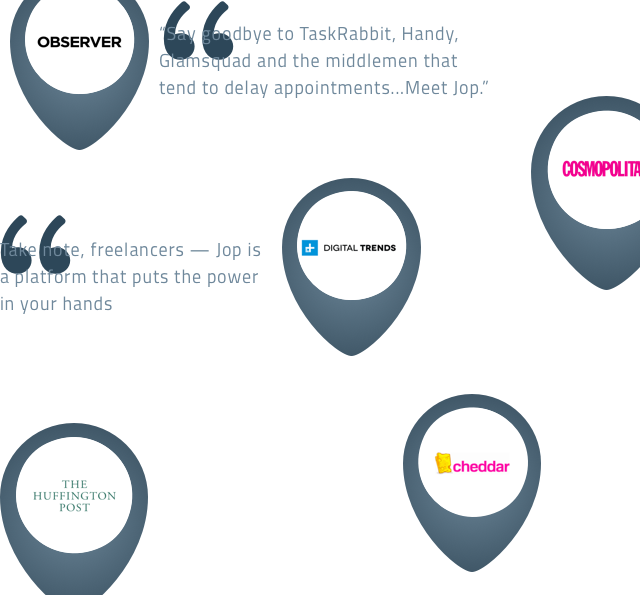 OBSERVER
“Say goodbye to TaskRabbit, Handy,
Glamsquad and the middlemen that
tend to delay appointments...Meet Jop.”
COSMOPOLITA
Take note, freelancers — Jop is
a platform that puts the power
in your hands
dt DIGITAL TRENDS
cheddar
THE
HUFFINGTON
POST